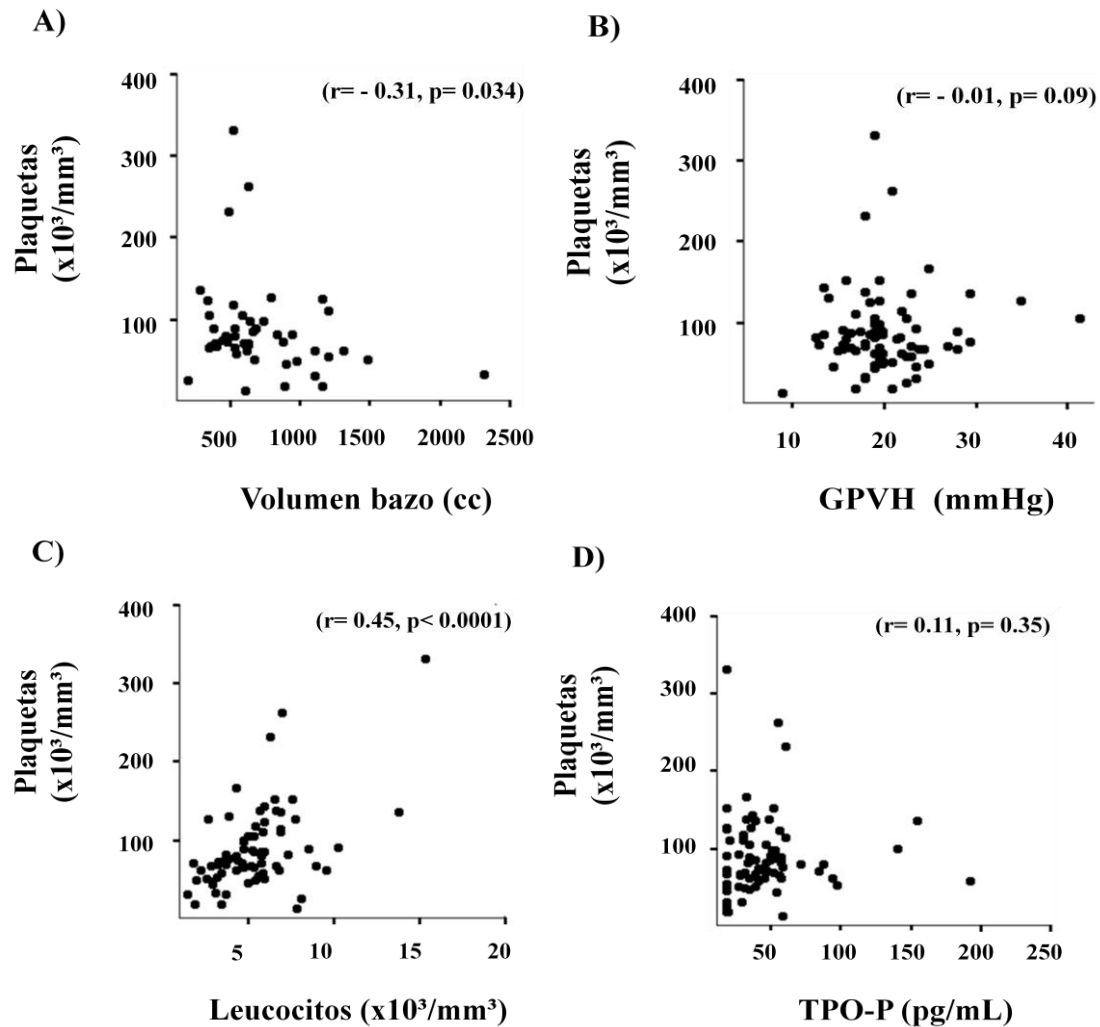 A)
(r= - 0.31, p= 0.034)
Plaquetas
(x10³/mm³)
400
300
200
100
500 1000 1500 2000 2500
Volumen bazo (cc)
B)
(r= - 0.01, p= 0.09)
Plaquetas
(x10³/mm³)
400
300
200
100
10 20 30 40
GPVH (mmHg)
C)
(r= 0.45, p< 0.0001)
Plaquetas
(x10³/mm³)
400
300
200
100
5 10 15 20
Leucocitos (x10³/mm³)
D)
(r= 0.11, p= 0.35)
Plaquetas
(x10³/mm³)
400
300
200
100
50 100 150 200 250
TPO-P (pg/mL)